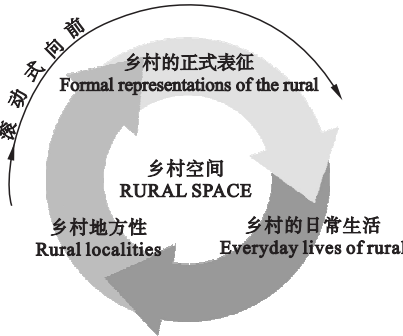 滚动式向前
乡村的正式表征
Formal representations of the rural
乡村空间
RURAL SPACE
乡村地方性
Rural localities
乡村的日常生活
Everyday lives of rural